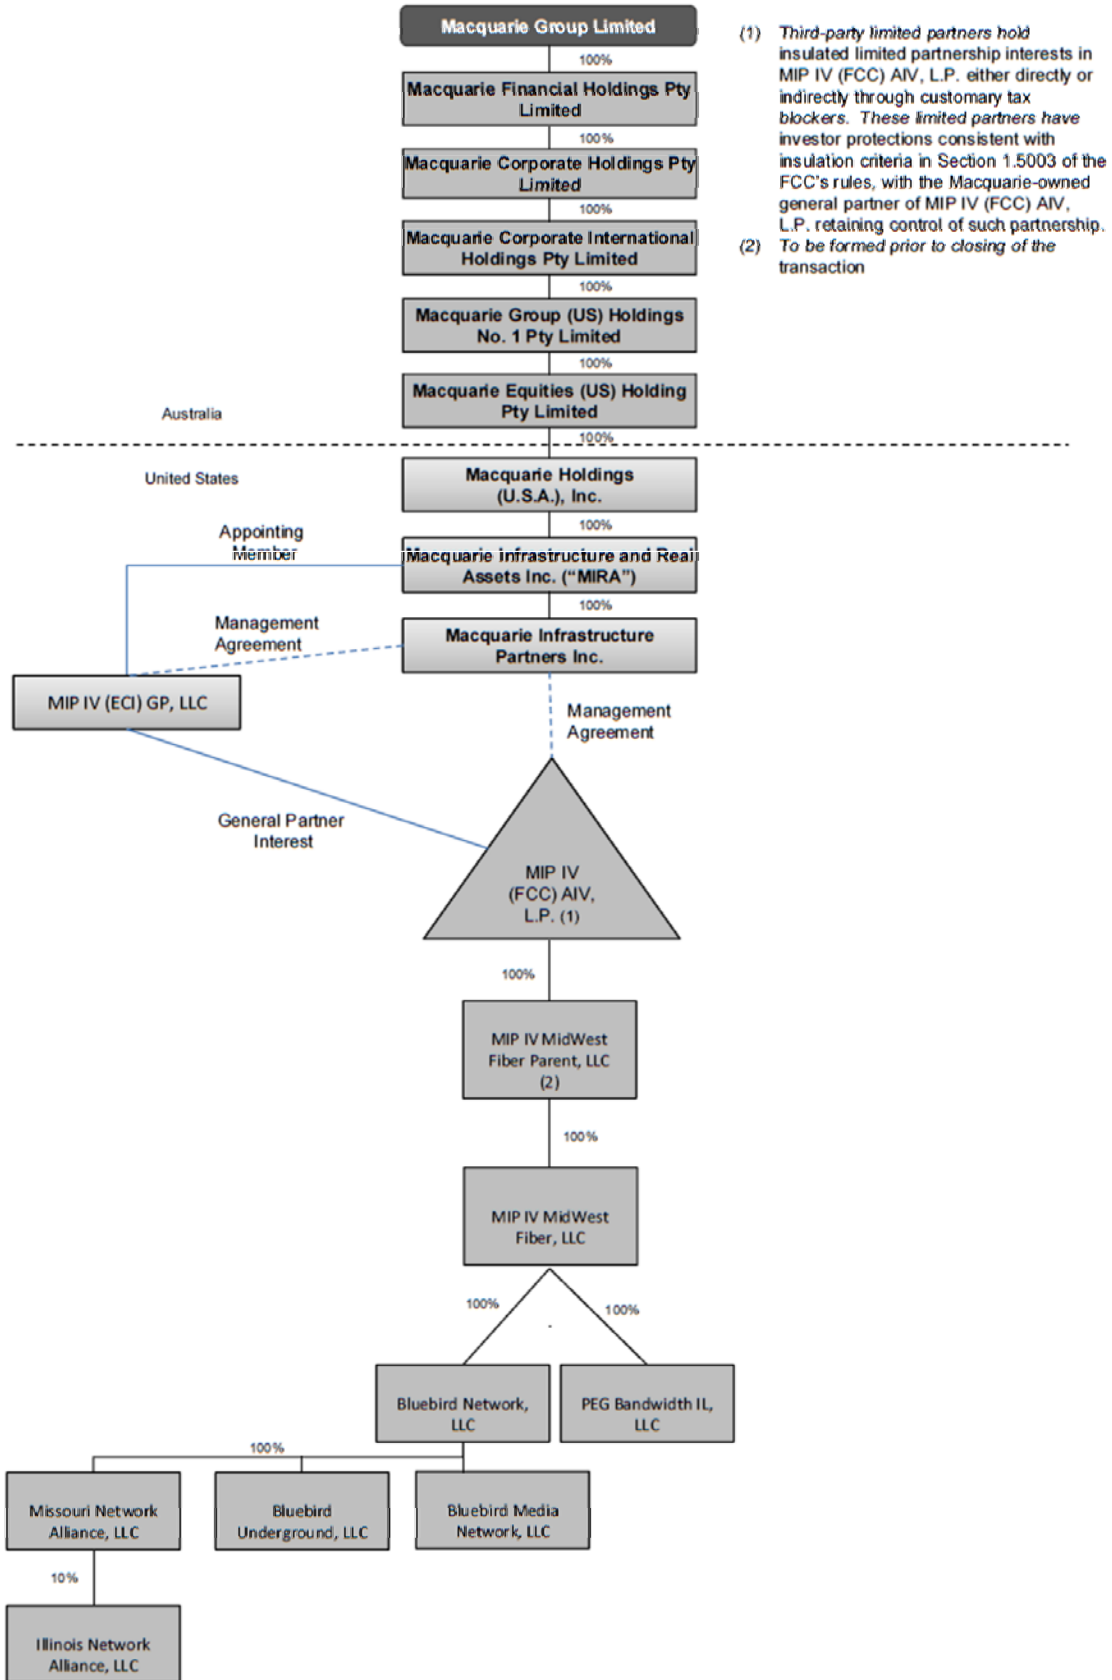 Macquarie Group Limited
100%
Macquarie Financial Holdings Pty
Limited
100%
Macquarie Corporate Holdings Pty
Limited
100%
Macquarie Corporate International
Holdings Pty Limited
100%
Macquarie Group (US) Holdings
No. 1 Pty Limited
100%
Macquarie Equities (US) Holding
Pty Limited
100%
(1) Third-party limited partners hold
insulated limited partnership interests in
MIP IV (FCC) AIV, L.P. either directly or
indirectly through customary tax
blockers. These limited partners have
investor protections consistent with
insulation criteria in Section 1.5003 of the
FCC's rules, with the Macquarie-owned
general partner of MIP IV (FCC) AIV,
L.P. retaining control of such partnership.
(2) To be formed prior to closing of the
transaction
Australia
United States
Macquarie Holdings
(U.S.A.), Inc.
100%
Appointing
Member
Macquarie Infrastructure and Real
Assets Inc. (“MIRA”)
100%
Management
Agreement
Macquarie Infrastructure
Partners Inc.
MIP IV (ECI) GP, LLC
Management
Agreement
General Partner
Interest
MIP IV
(FCC) AIV,
L.P. (1)
100%
MIP IV MidWest
Fiber Parent, LLC
(2)
100%
MIP IV MidWest
Fiber, LLC
100%
100%
Bluebird Network,
LLC
PEG Bandwidth IL,
LLC
100%
Missouri Network
Alliance, LLC
Bluebird
Underground, LLC
Bluebird Media
Network, LLC
10%
Illinois Network
Alliance, LLC